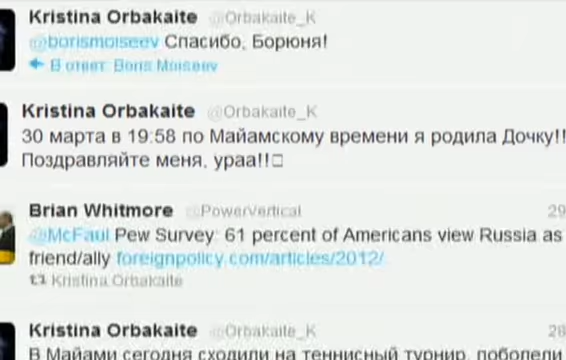 Kristina Orbakaite @Orbakaite_K
@borismoiseev Спасибо, Борюня!
В ответ Boris Moiseev
Kristina Orbakaite @Orbakaite_K
30 марта в 19:58 по Майамскому времени я родила Дочку!!
Поздравляйте меня, ураа!!
Brian Whitmore @PowerVertical 29
@McFaul Pew Survey: 61 percent of Americans view Russia as
friend/ally foreignpolicy.com/articles/2012/
Kristina Orbakaite
Kristina Orbakaite @Orbakaite_K 28
В Майами сегодня сходили на теннисный турнир, поболели